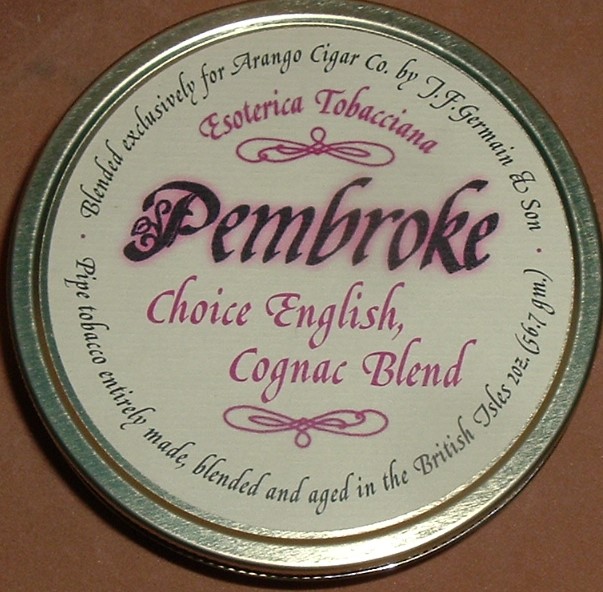 Blended exclusively for Arango Cigar Co. by J.F. Germain & Son
Esoterica Tobacciana
Pembroke
Choice English,
Cognac Blend
Pipe tobacco entirely made, blended and aged in the British Isles 2oz. (56.7 gm.)